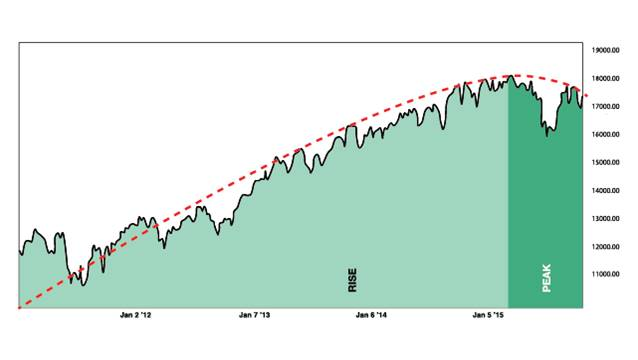 19000.00
18000.00
17000.00
16000.00
15000.00
14000.00
13000.00
12000.00
11000.00
RISE
PEAK
Jan 2 '12
Jan 7 '13
Jan 6 '14
Jan 5 '15